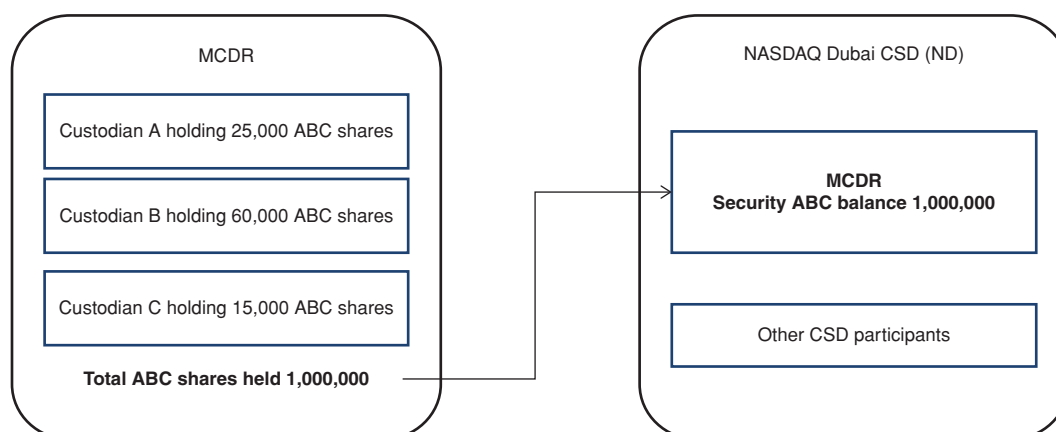 MCDR
Custodian A holding 25,000 ABC shares
Custodian B holding 60,000 ABC shares
Custodian C holding 15,000 ABC shares
Total ABC shares held 1,000,000
NASDAQ Dubai CSD (ND)
MCDR
Security ABC balance 1,000,000
Other CSD participants